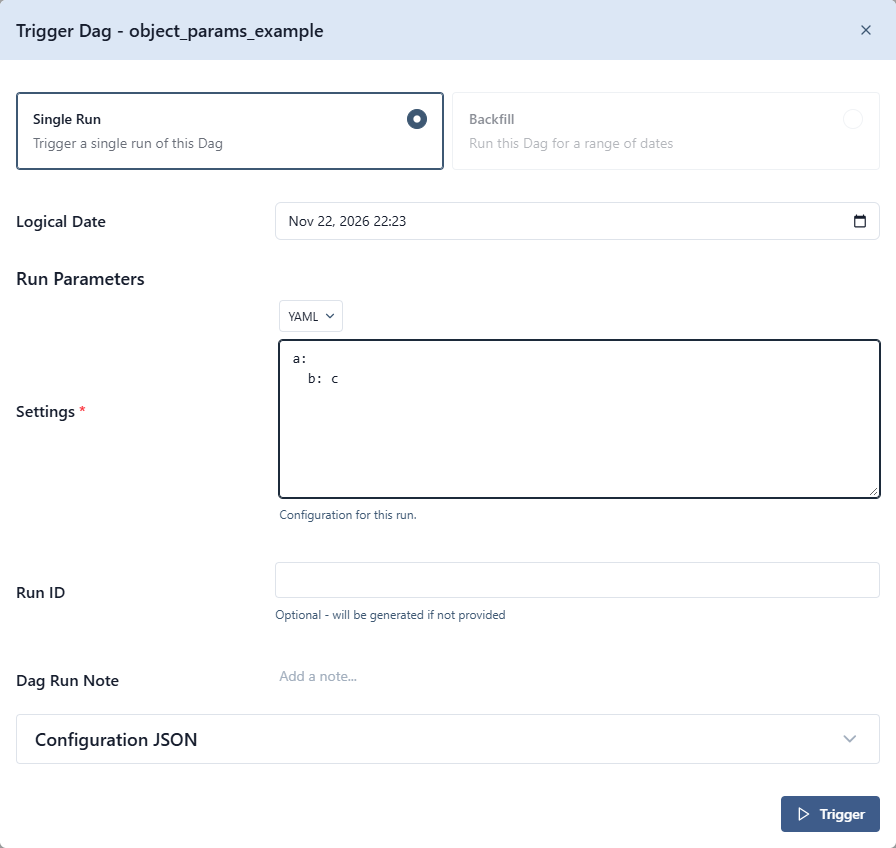 Trigger Dag - object_params_example
Single Run
Trigger a single run of this Dag
Backfill
Run this Dag for a range of dates
Logical Date
Nov 22, 2026 22:23
Run Parameters
YAML
Settings *
a:
  b: c
Configuration for this run.
Run ID
Optional - will be generated if not provided
Dag Run Note
Add a note...
Configuration JSON
Trigger